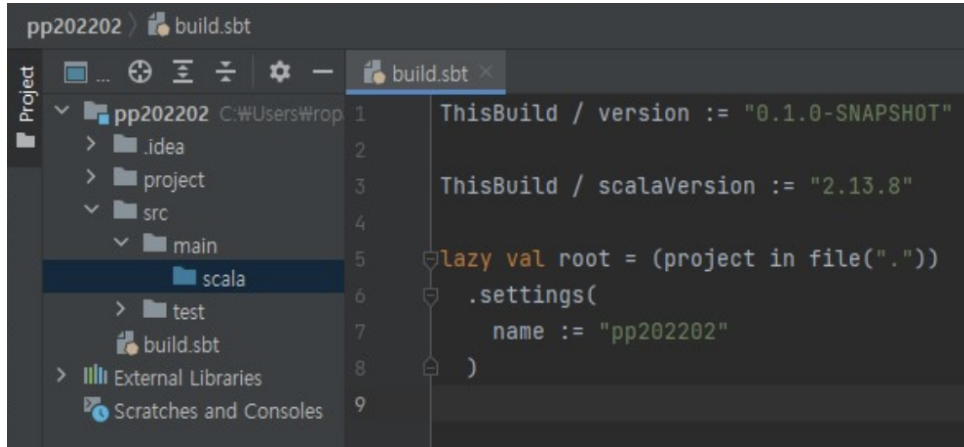 pp202202 〉 build.sbt
Project
...
build.sbt ×
pp202202 C:₩Users₩rop
.idea
project
src
main
scala
test
build.sbt
External Libraries
Scratches and Consoles
1 ThisBuild / version := "0.1.0-SNAPSHOT"
2
3 ThisBuild / scalaVersion := "2.13.8"
4
5 lazy val root = (project in file("."))
6 .settings(
7 name := "pp202202"
8 )
9